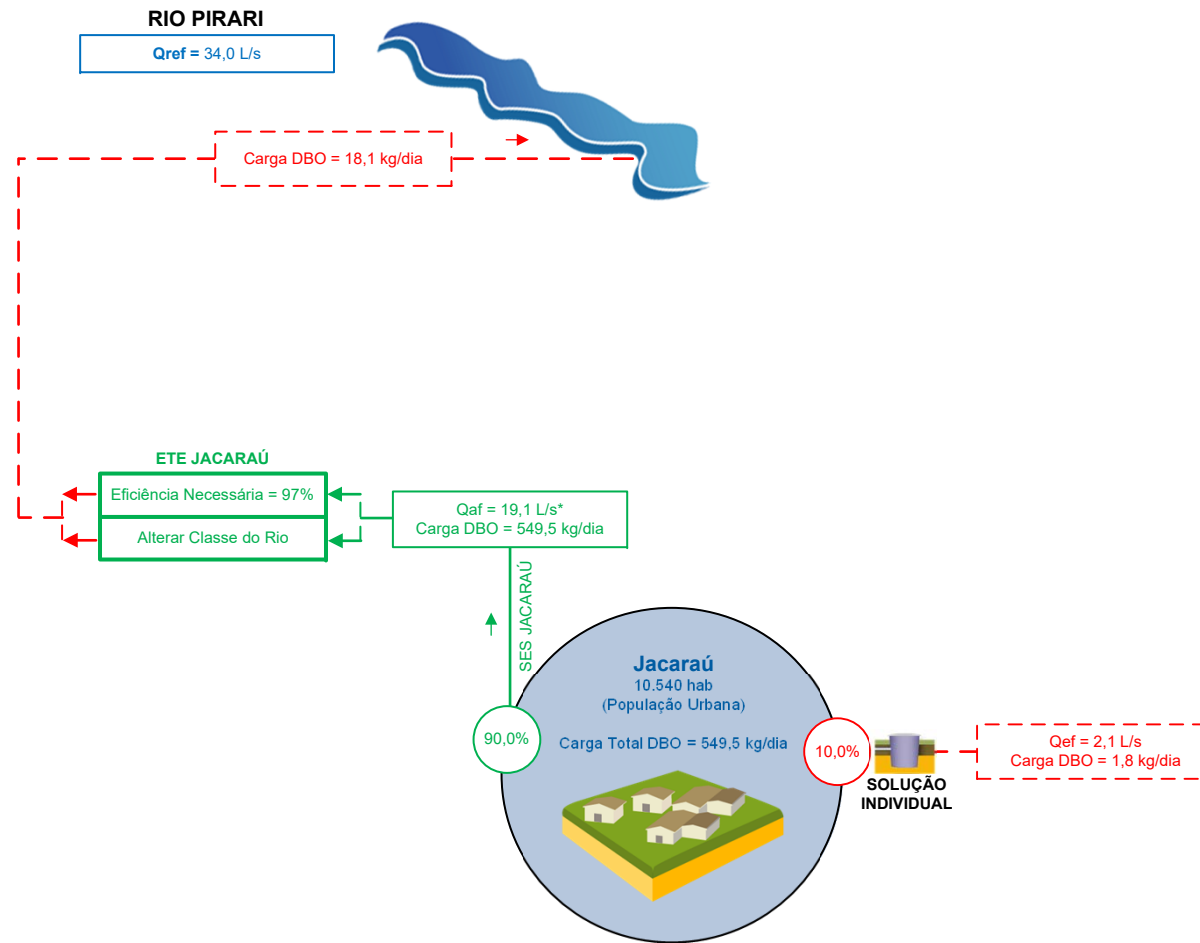 RIO PIRARI
Qref = 34,0 L/s
Carga DBO = 18,1 kg/dia
ETE JACARAÚ
Eficiência Necessária = 97%
Alterar Classe do Rio
Qaf = 19,1 L/s*
Carga DBO = 549,5 kg/dia
SES JACARAÚ
Jacaraú
10.540 hab
(População Urbana)
Carga Total DBO = 549,5 kg/dia
90,0%
10,0%
SOLUÇÃO
INDIVIDUAL
Qef = 2,1 L/s
Carga DBO = 1,8 kg/dia